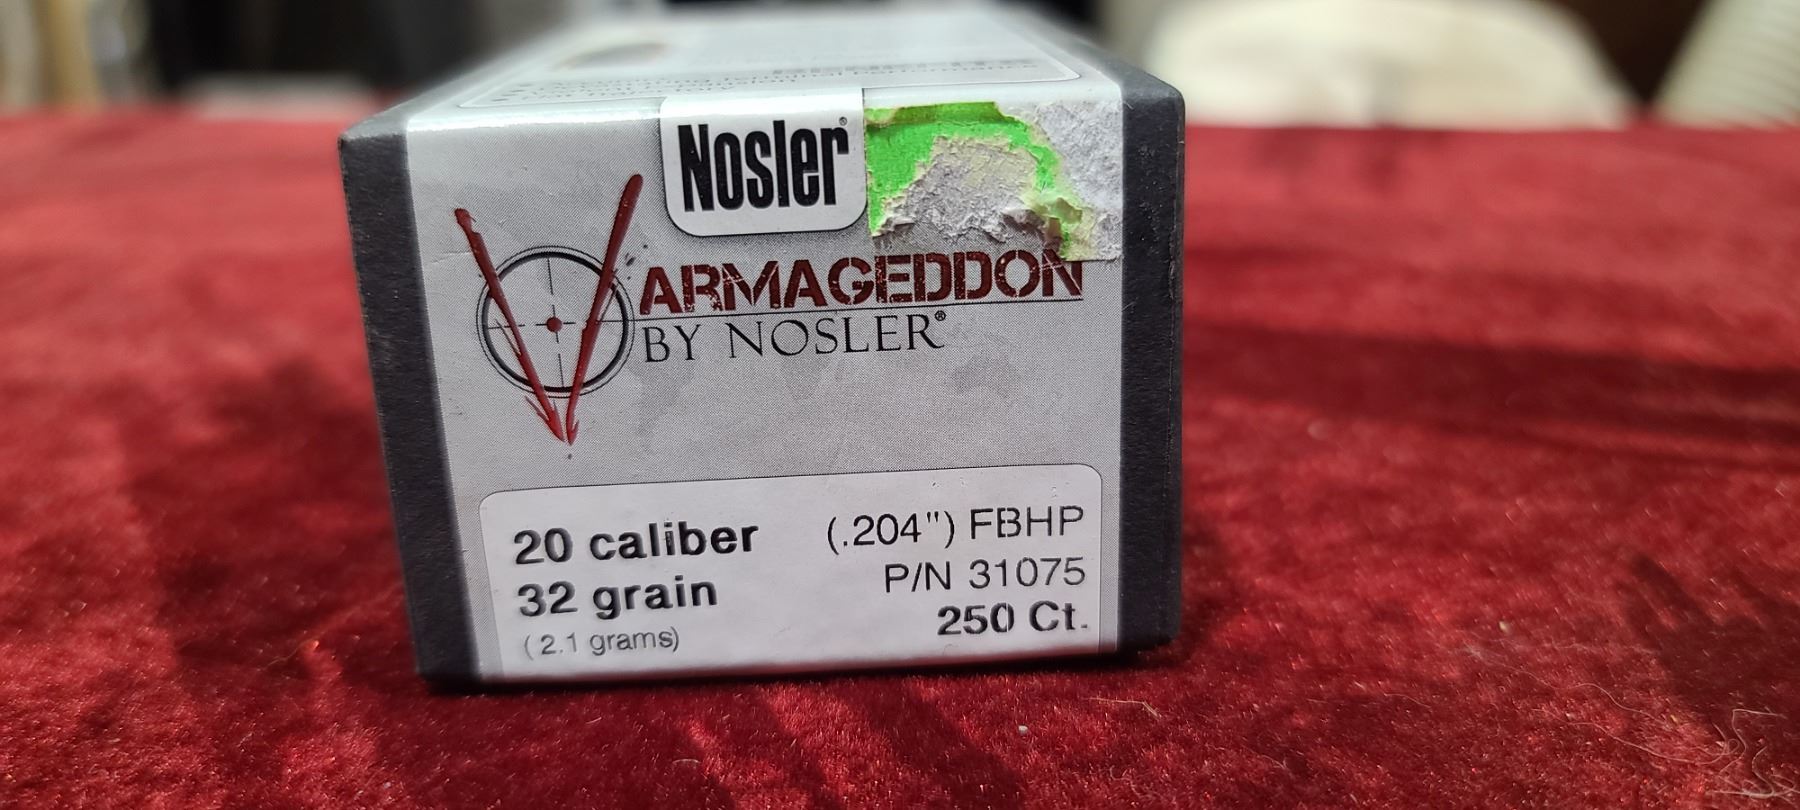 Nosler®
VARMAGEDDON
BY NOSLER®
20 caliber (.204") FBHP
32 grain P/N 31075
(2.1 grams) 250 Ct.